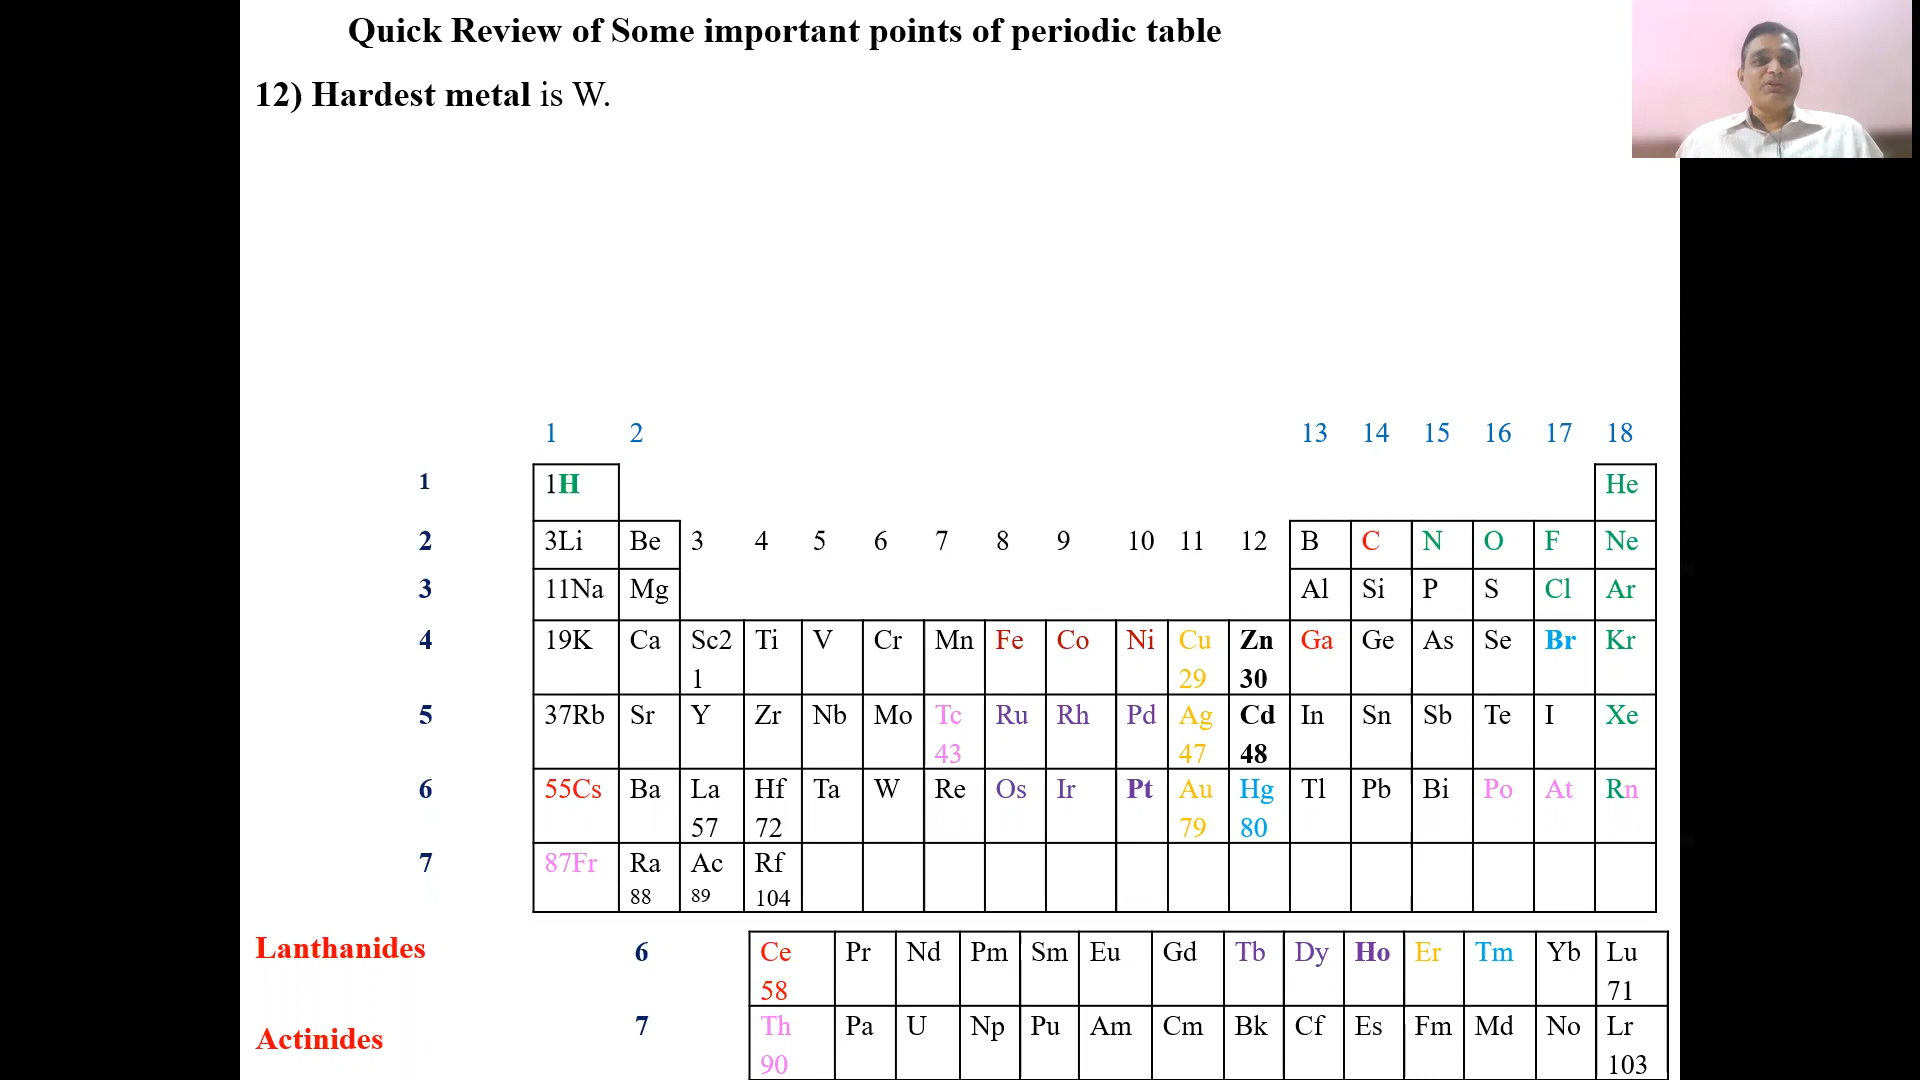 Quick Review of Some important points of periodic table
12) Hardest metal is W.
1 2 13 14 15 16 17 18
1 1H He
2 3Li Be 3 4 5 6 7 8 9 10 11 12 B C N O F Ne
3 11Na Mg Al Si P S Cl Ar
4 19K Ca Sc2 Ti V Cr Mn Fe Co Ni Cu Zn Ga Ge As Se Br Kr
1 29 30
5 37Rb Sr Y Zr Nb Mo Tc Ru Rh Pd Ag Cd In Sn Sb Te I Xe
43 47 48
6 55Cs Ba La Hf Ta W Re Os Ir Pt Au Hg Tl Pb Bi Po At Rn
57 72 79 80
7 87Fr Ra Ac Rf
88 89 104
Lanthanides 6 Ce Pr Nd Pm Sm Eu Gd Tb Dy Ho Er Tm Yb Lu
58 71
Actinides 7 Th Pa U Np Pu Am Cm Bk Cf Es Fm Md No Lr
90 103